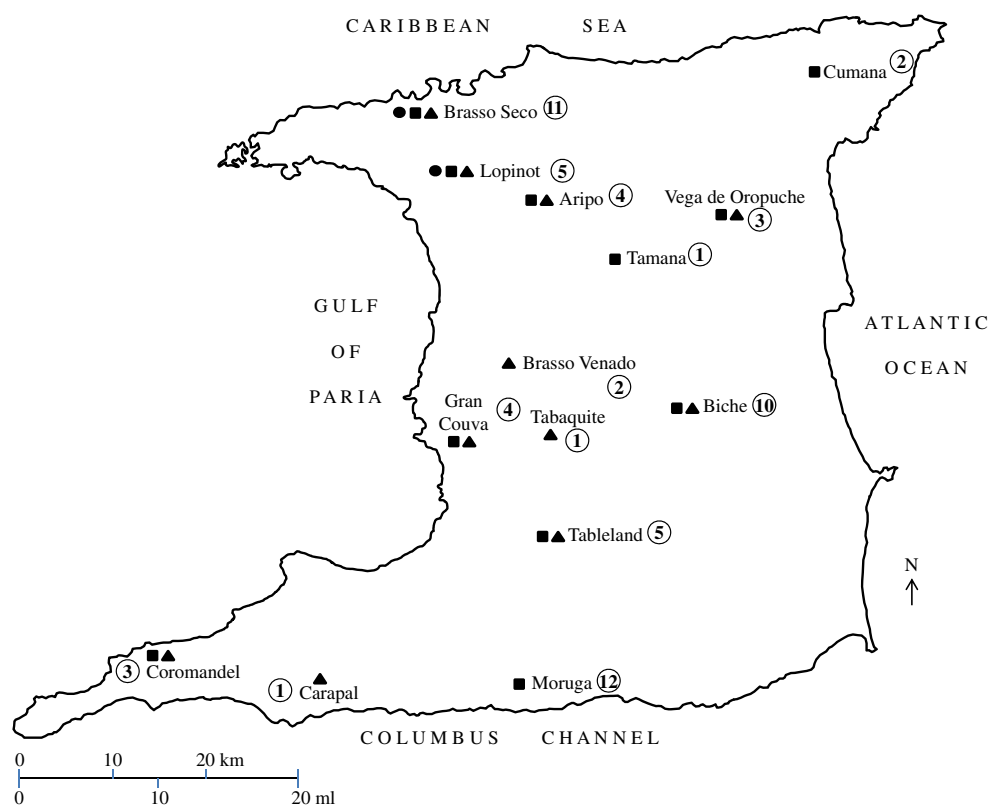 CARIBBEAN SEA
Cumana 2
Brasso Seco 11
Lopinot 5
Aripo 4
Vega de Oropuche
3
Tamana 1
GULF
OF
PARIA
ATLANTIC
OCEAN
Brasso Venado
2
Gran
Couva 4
Tabaquite
1
Biche 10
Tableland 5
N
3 Coromandel
1 Carapal
Moruga 12
COLUMBUS CHANNEL
0 10 20 km
0 10 20 ml